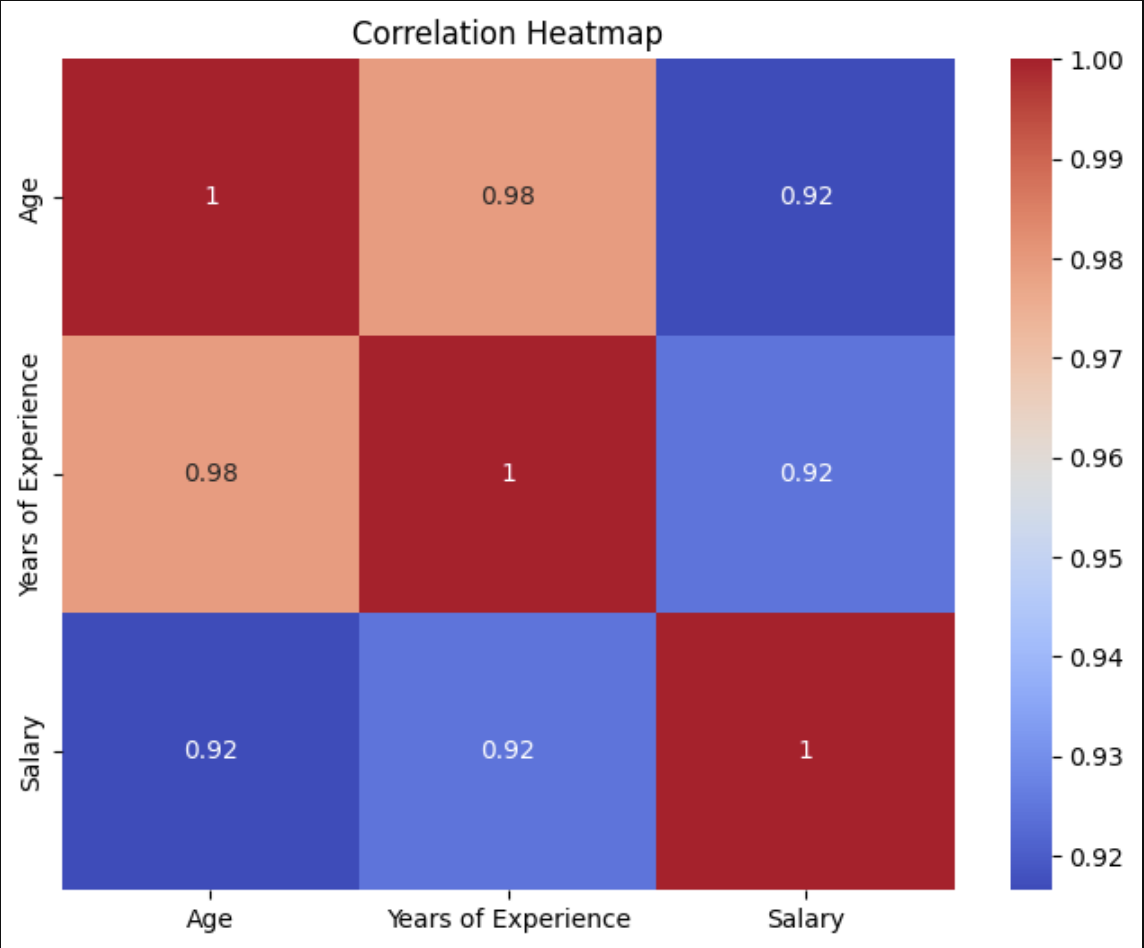 Correlation Heatmap
Age
1
0.98
0.92
Years of Experience
0.98
1
0.92
Salary
0.92
0.92
1
Age
Years of Experience
Salary
1.00
0.99
0.98
0.97
0.96
0.95
0.94
0.93
0.92